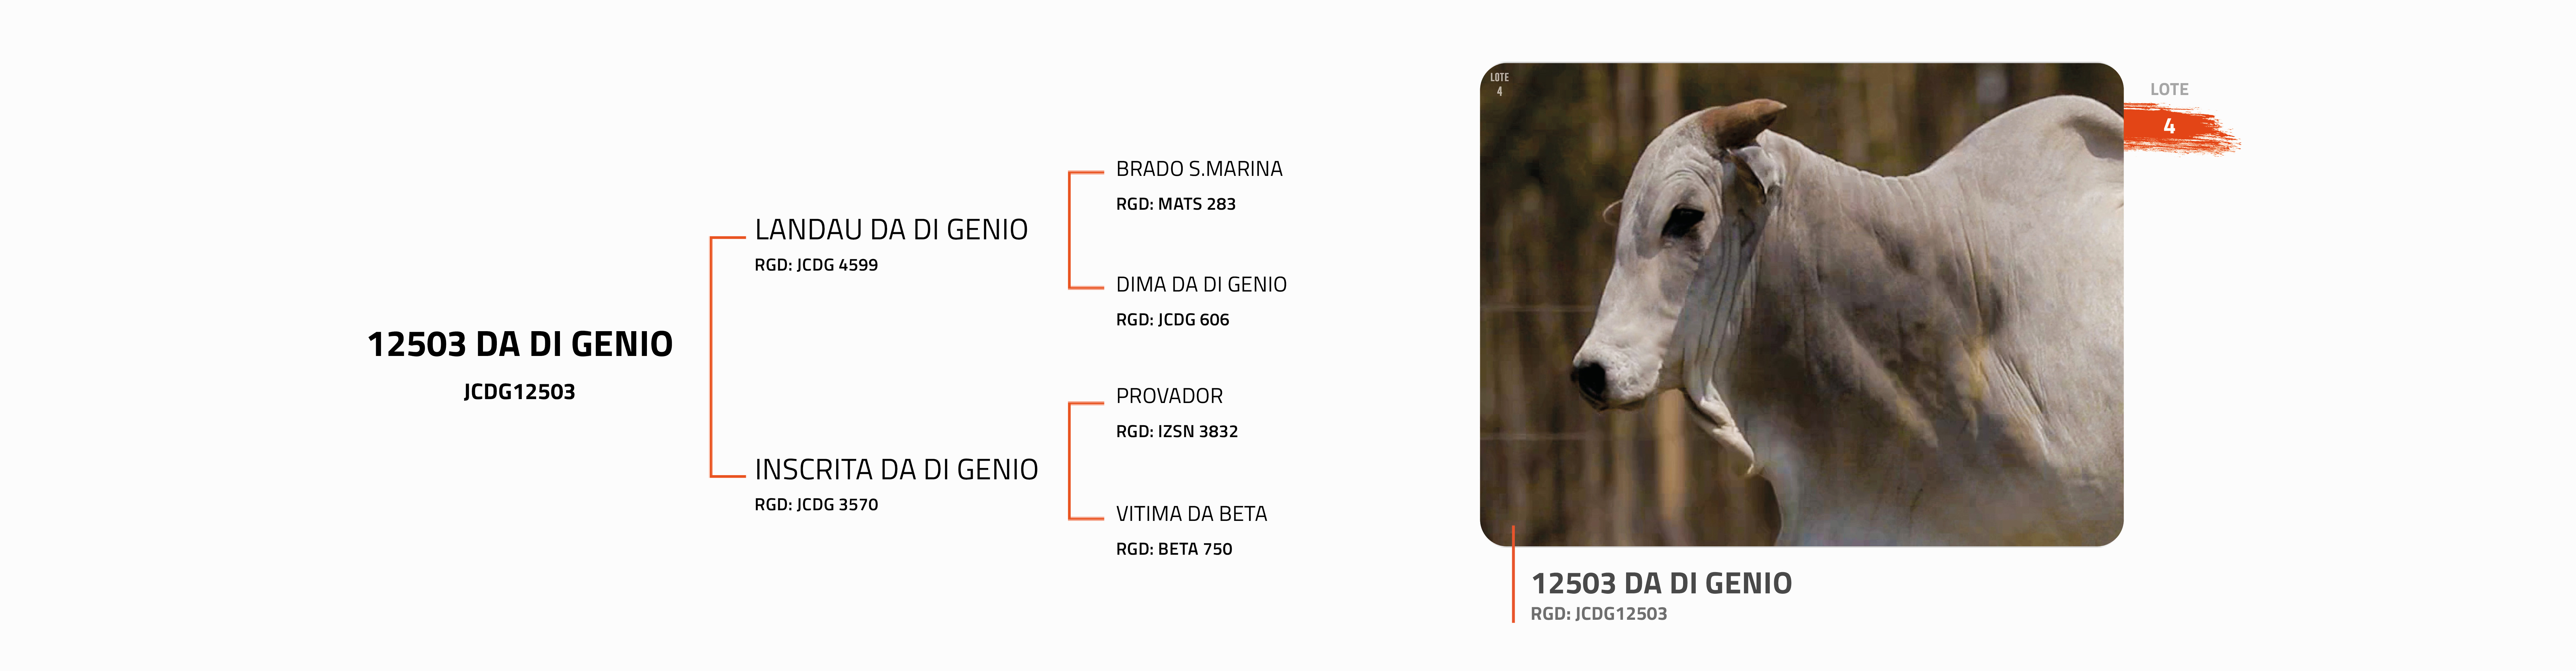 12503 DA DI GENIO
JCDG12503
LANDAU DA DI GENIO
RGD: JCDG 4599
INSCRITA DA DI GENIO
RGD: JCDG 3570
BRADO S.MARINA
RGD: MATS 283
DIMA DA DI GENIO
RGD: JCDG 606
PROVADOR
RGD: IZSN 3832
VITIMA DA BETA
RGD: BETA 750
LOTE
4
LOTE
4
12503 DA DI GENIO
RGD: JCDG12503